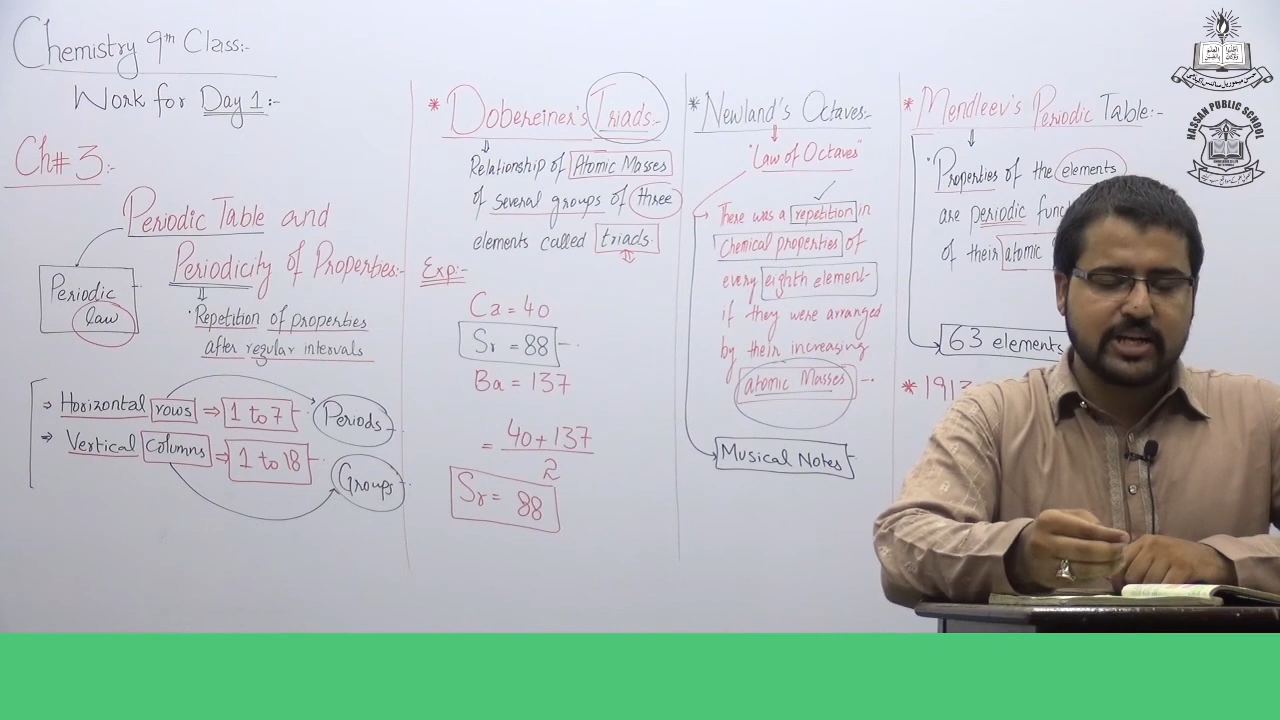 Chemistry 9th Class:-
Work for Day 1:-
Ch# 3:-
Periodic Table and
Periodicity of Properties:-
Periodic
law
Repetition of properties
after regular intervals
Horizontal rows ⇒ 1 to 7
Periods
Vertical Columns ⇒ 1 to 18
Groups
* Dobereiner's Triads:-
Relationship of Atomic Masses
of several groups of three
elements called triads.
Exp:-
Ca = 40
Sr = 88
Ba = 137
= 40+137
2
Sr = 88
* Newland's Octaves:-
"Law of Octaves"
There was a repetition in
Chemical properties of
every eighth element
if they were arranged
by their increasing
atomic Masses
Musical Notes
* Mendleev's Periodic Table:-
Properties of the elements
are periodic
of their atomic
63 elements
* 1913
HASSAN PUBLIC SCHOOL